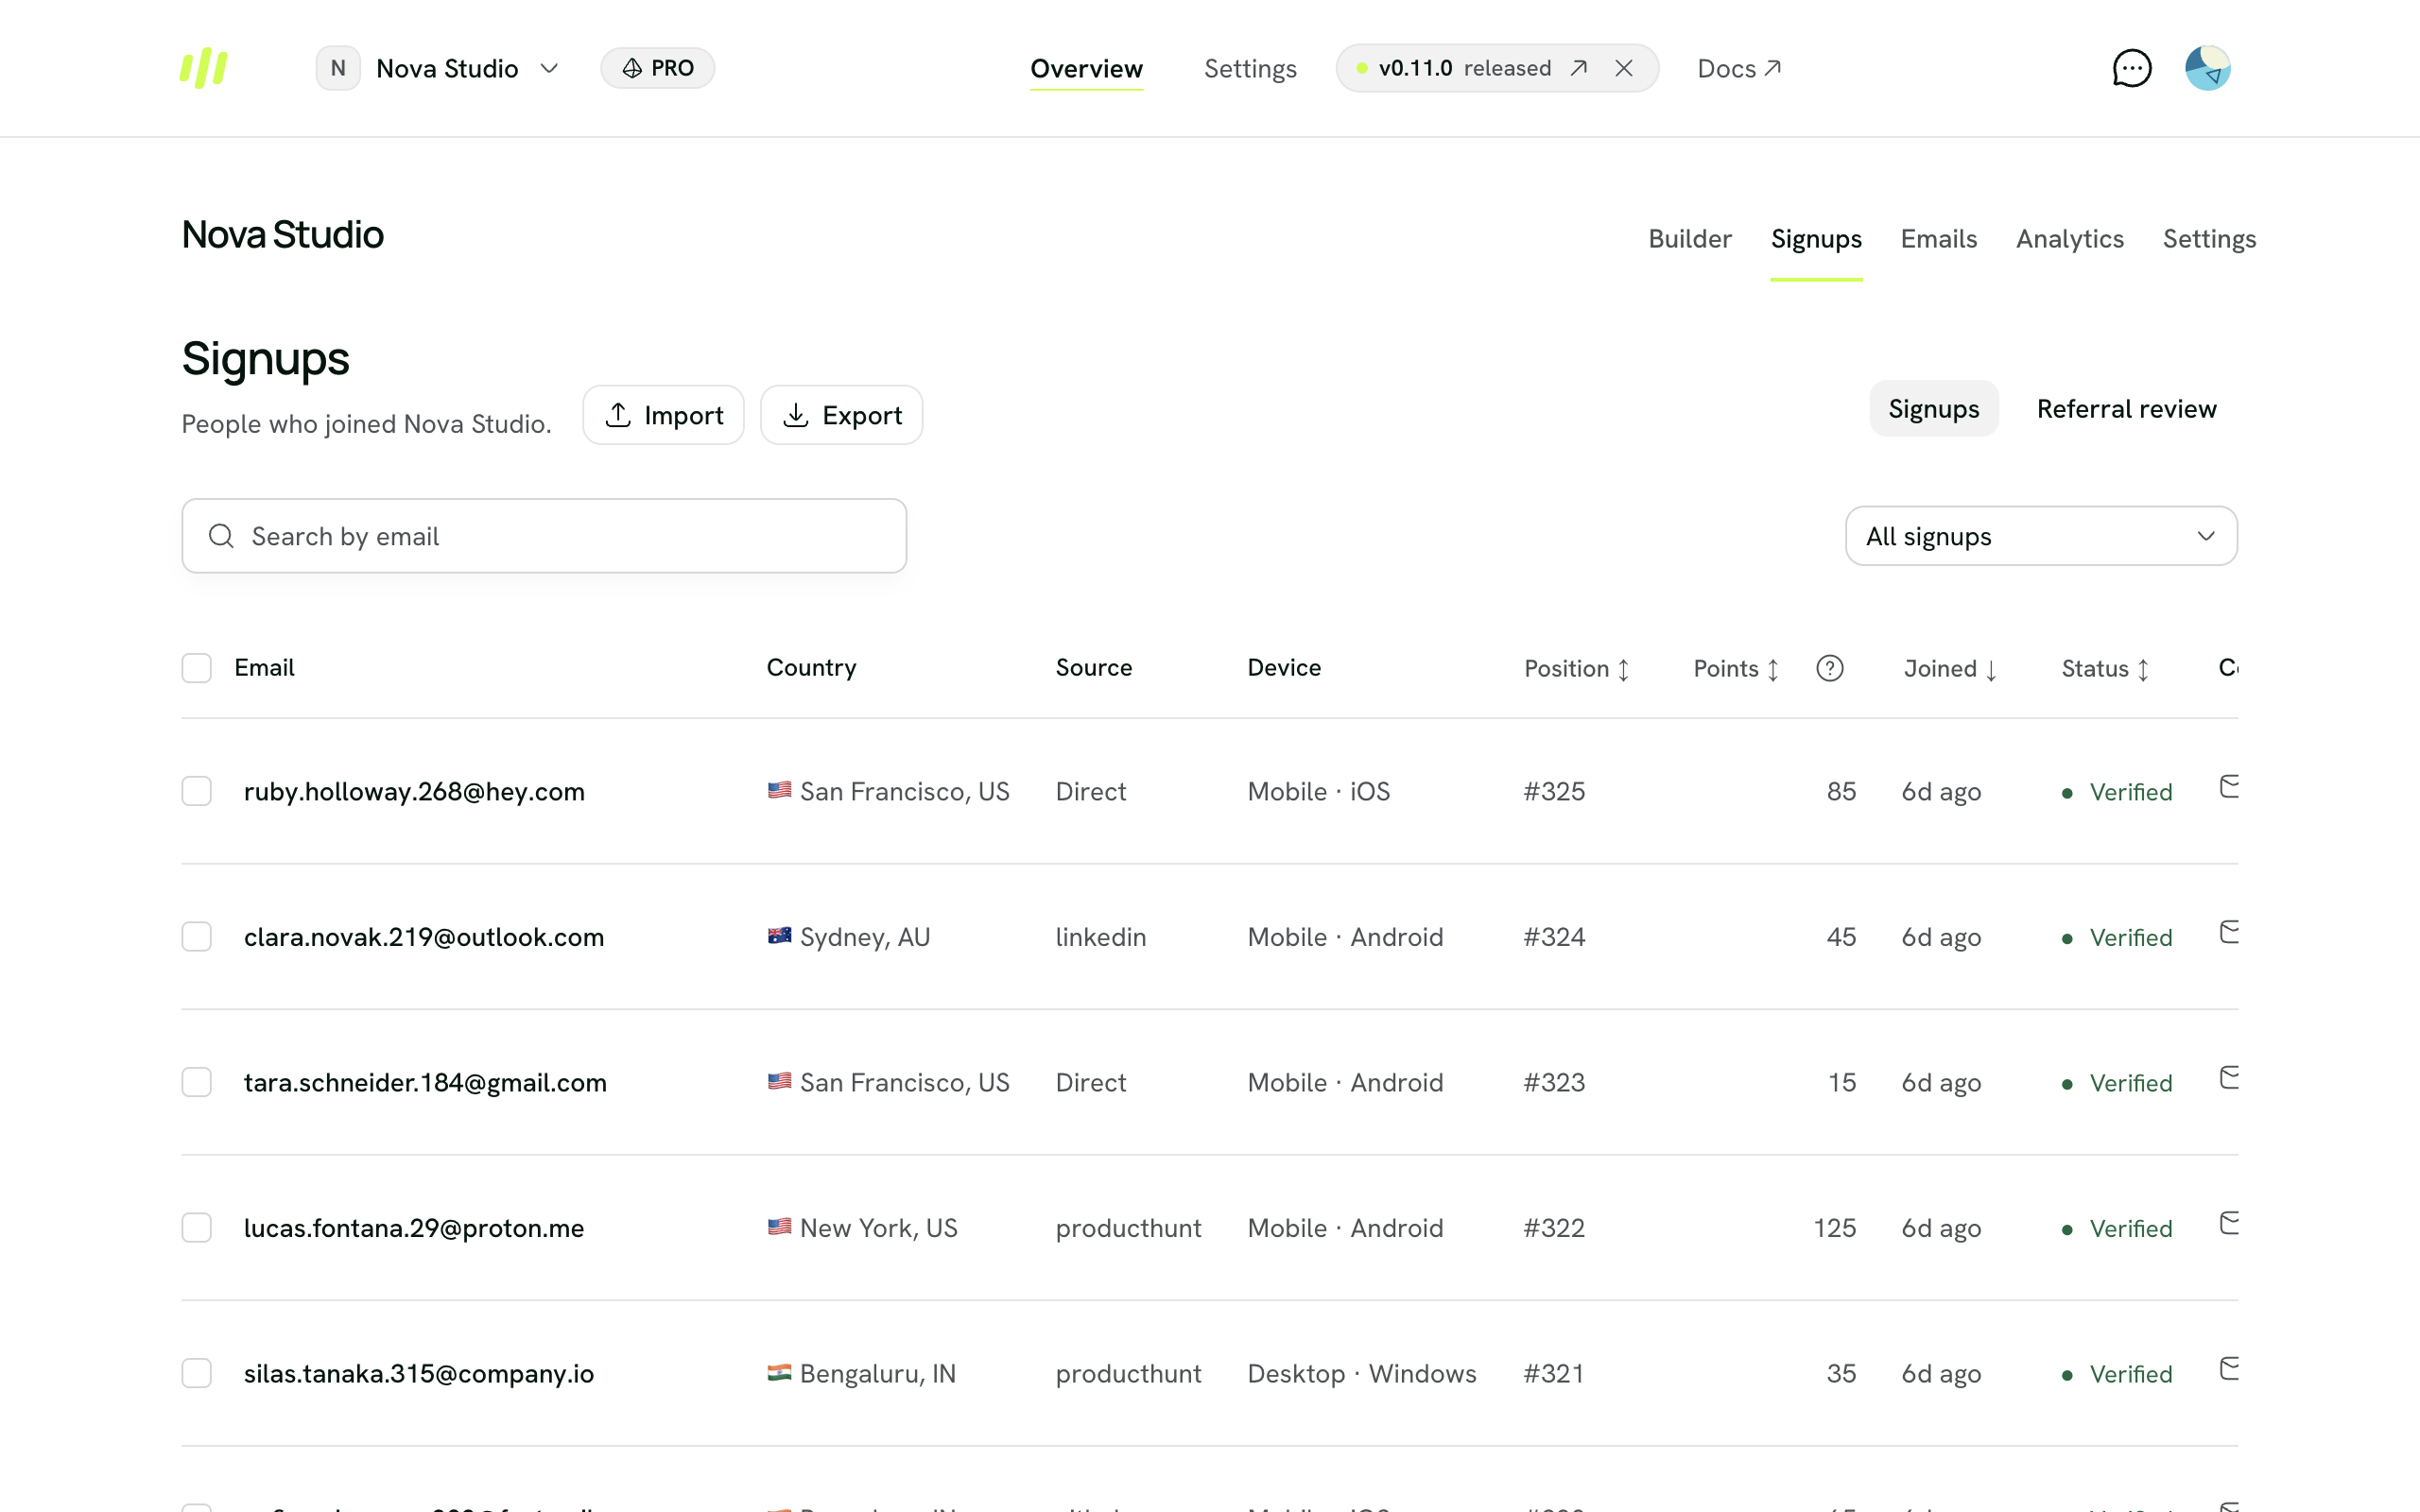 N Nova Studio PRO Overview Settings v0.11.0 released Docs
Nova Studio Builder Signups Emails Analytics Settings
Signups
People who joined Nova Studio. Import Export Signups Referral review
Search by email All signups
Email Country Source Device Position Points Joined Status
ruby.holloway.268@hey.com San Francisco, US Direct Mobile · iOS #325 85 6d ago Verified
clara.novak.219@outlook.com Sydney, AU linkedin Mobile · Android #324 45 6d ago Verified
tara.schneider.184@gmail.com San Francisco, US Direct Mobile · Android #323 15 6d ago Verified
lucas.fontana.29@proton.me New York, US producthunt Mobile · Android #322 125 6d ago Verified
silas.tanaka.315@company.io Bengaluru, IN producthunt Desktop · Windows #321 35 6d ago Verified